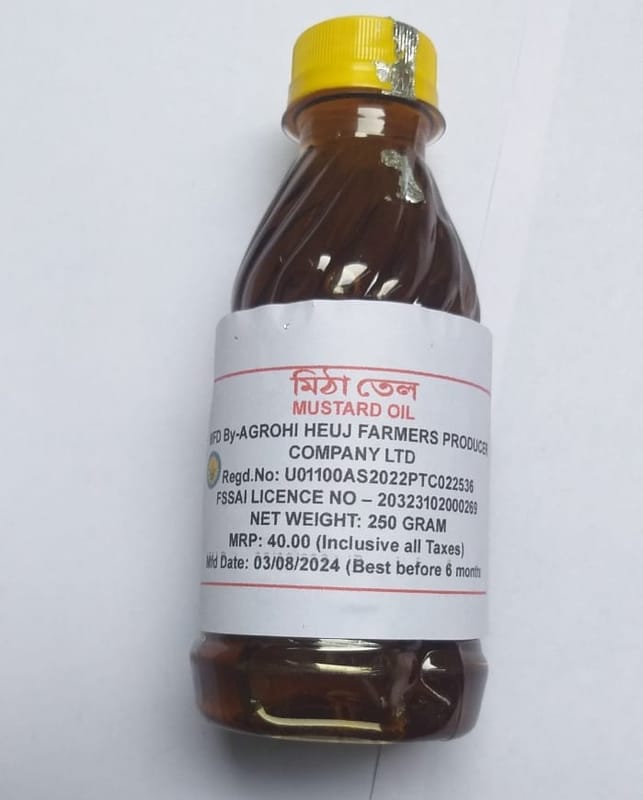 মিঠা তেল
MUSTARD OIL
MFD By-AGROHI HEUJ FARMERS PRODUCER
COMPANY LTD
Regd.No: U01100AS2022PTC022536
FSSAI LICENCE NO – 20323102000269
NET WEIGHT: 250 GRAM
MRP: 40.00 (Inclusive all Taxes)
Mfd Date: 03/08/2024 (Best before 6 months